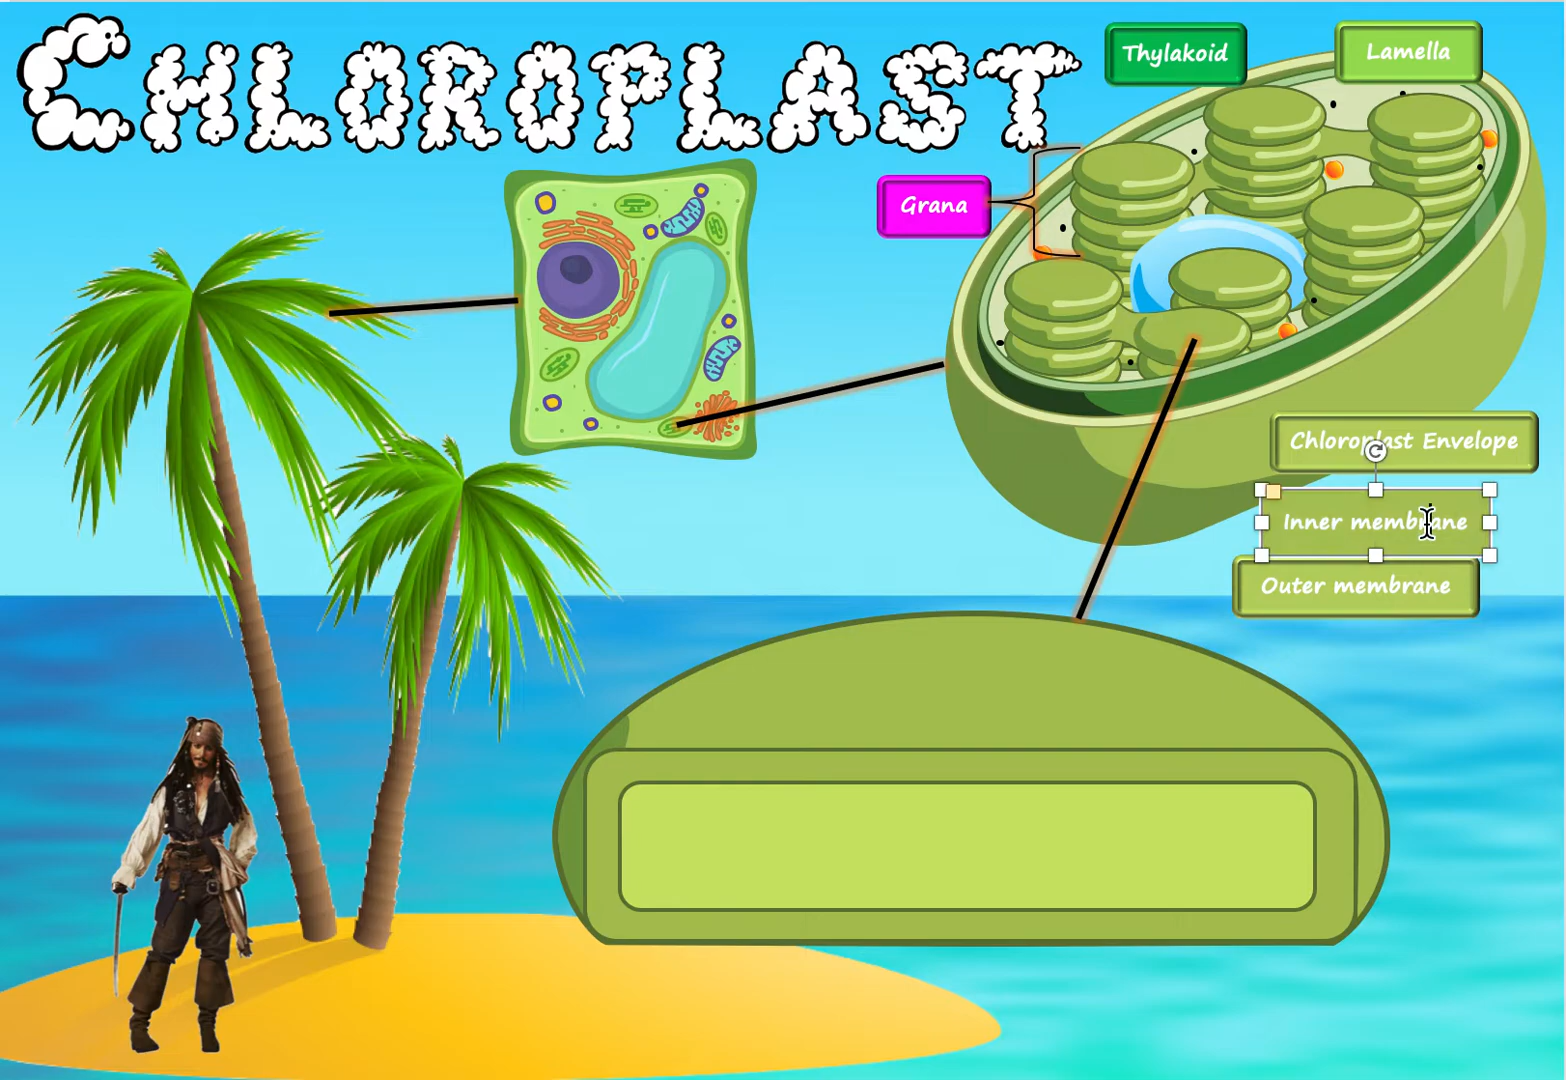 CHLOROPLAST
Thylakoid
Lamella
Grana
Chloroplast Envelope
Inner membrane
Outer membrane